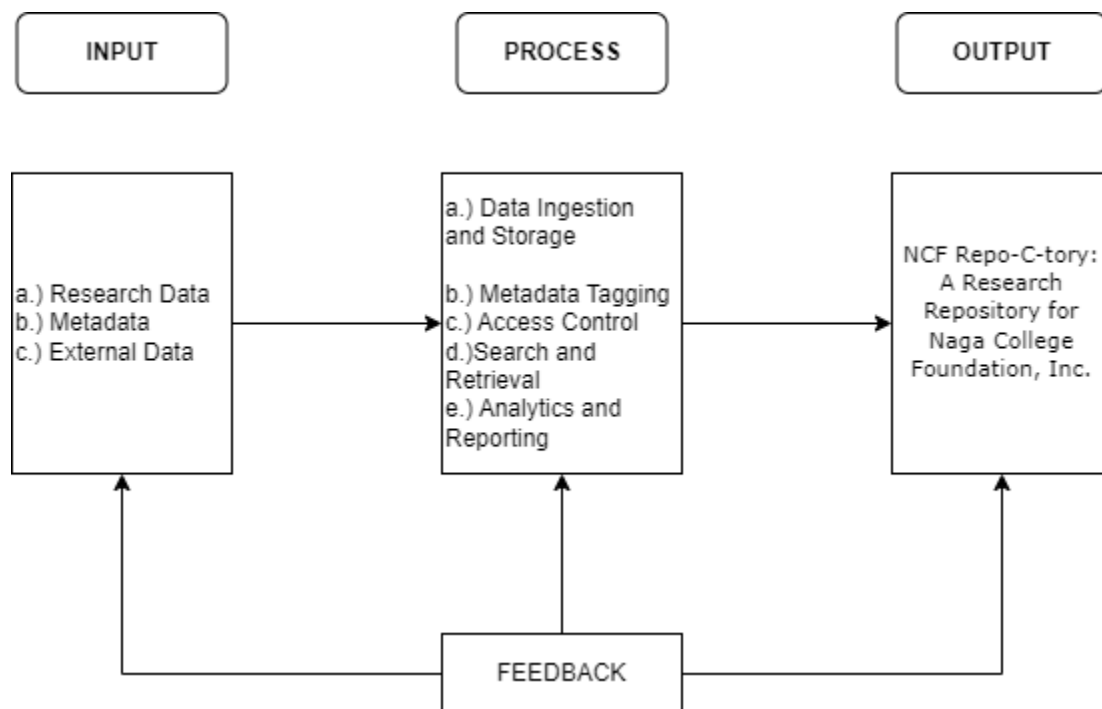 INPUT
PROCESS
OUTPUT
a.) Research Data
b.) Metadata
c.) External Data
a.) Data Ingestion
and Storage
b.) Metadata Tagging
c.) Access Control
d.)Search and
Retrieval
e.) Analytics and
Reporting
NCF Repo-C-tory:
A Research
Repository for
Naga College
Foundation, Inc.
FEEDBACK